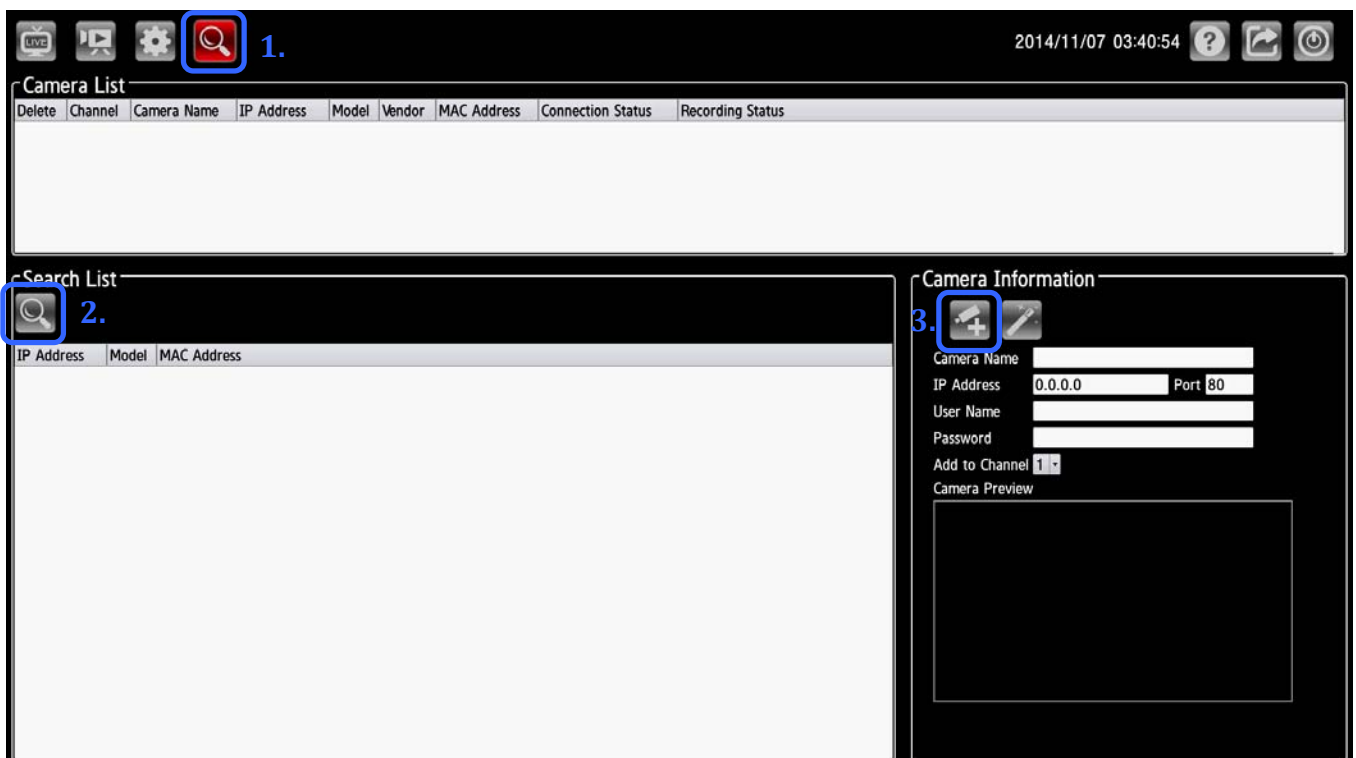 LIVE
1.
2014/11/07 03:40:54 ?
Camera List
Delete Channel Camera Name IP Address Model Vendor MAC Address Connection Status Recording Status
Search List
2.
IP Address Model MAC Address
Camera Information
3.
Camera Name
IP Address 0.0.0.0 Port 80
User Name
Password
Add to Channel 1
Camera Preview